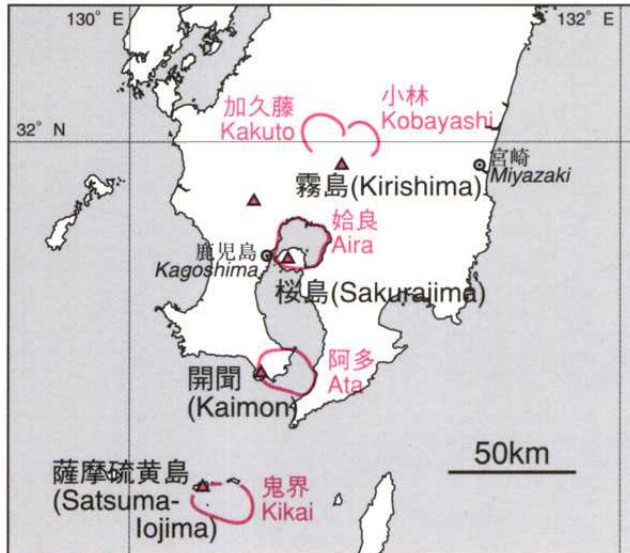 130° E
132° E
32° N
加久藤
Kakuto
小林
Kobayashi
霧島(Kirishima)
宮崎
Miyazaki
姶良
Aira
鹿児島
Kagoshima
桜島(Sakurajima)
阿多
Ata
開聞
(Kaimon)
50km
薩摩硫黄島
(Satsuma-
Iojima)
鬼界
Kikai